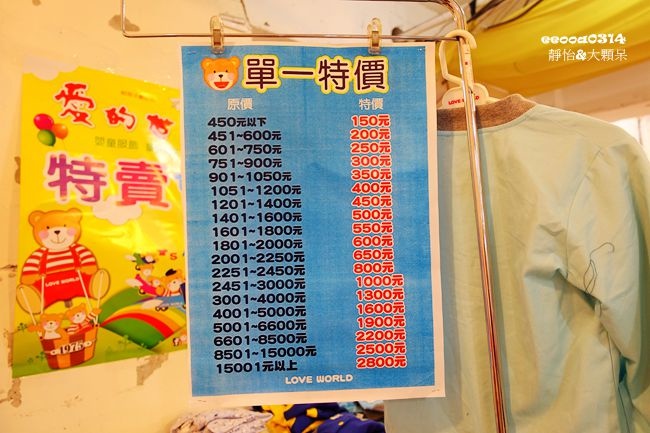 eeooa0314
靜怡&大顆呆
LOVE WORLD
單一特價
原價 特價
450元以下 150元
451~600元 200元
601~750元 250元
751~900元 300元
901~1050元 350元
1051~1200元 400元
1201~1400元 450元
1401~1600元 500元
1601~1800元 550元
1801~2000元 600元
2001~2250元 650元
2251~2450元 800元
2451~3000元 1000元
3001~4000元 1300元
4001~5000元 1600元
5001~6600元 1900元
6601~8500元 2200元
8501~15000元 2500元
15001元以上 2800元
LOVE WORLD
愛的世
嬰童服飾
特賣
LOVE WORLD
1976